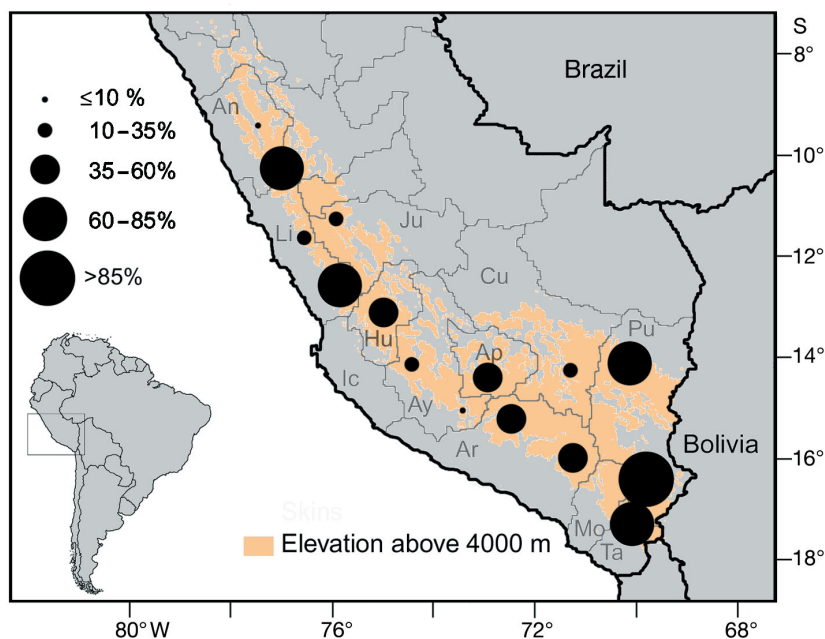 S
8°
10°
12°
14°
16°
18°
Brazil
Bolivia
≤10 %
10–35%
35–60%
60–85%
>85%
An
Li
Ju
Cu
Hu
Ap
Pu
Ic
Ay
Ar
Mo
Ta
Skins
Elevation above 4000 m
80°W
76°
72°
68°